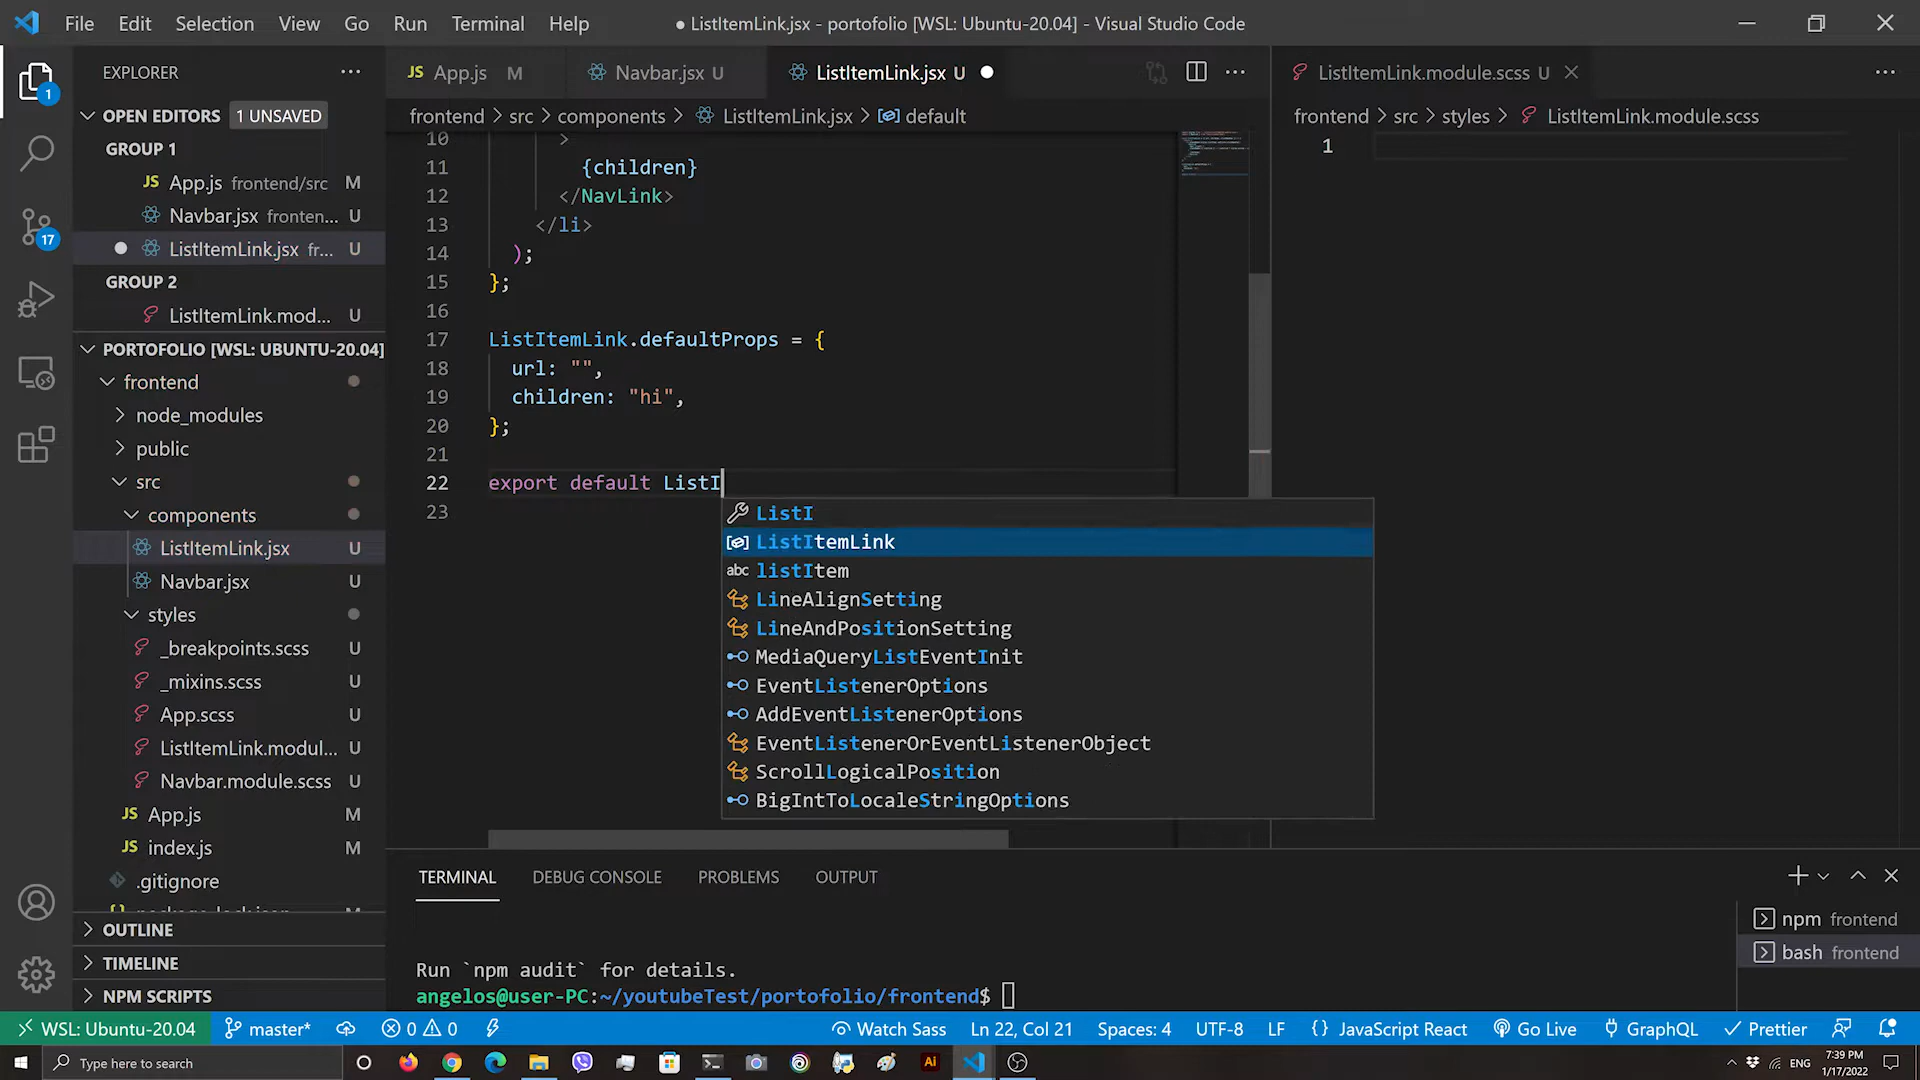 File Edit Selection View Go Run Terminal Help ● ListItemLink.jsx - portofolio [WSL: Ubuntu-20.04] - Visual Studio Code
EXPLORER
OPEN EDITORS 1 UNSAVED
GROUP 1
JS App.js frontend/src M
Navbar.jsx fronten... U
ListItemLink.jsx fr... U
GROUP 2
ListItemLink.mod... U
PORTOFOLIO [WSL: UBUNTU-20.04]
frontend
node_modules
public
src
components
ListItemLink.jsx U
Navbar.jsx U
styles
_breakpoints.scss U
_mixins.scss U
App.scss U
ListItemLink.modul... U
Navbar.module.scss U
JS App.js M
JS index.js M
.gitignore
OUTLINE
TIMELINE
NPM SCRIPTS
1
17
JS App.js M Navbar.jsx U ListItemLink.jsx U
frontend > src > components > ListItemLink.jsx > default
10 >
11 {children}
12 </NavLink>
13 </li>
14 );
15 };
16
17 ListItemLink.defaultProps = {
18 url: "",
19 children: "hi",
20 };
21
22 export default ListI
23
ListI
ListItemLink
abc listItem
LineAlignSetting
LineAndPositionSetting
MediaQueryListEventInit
EventListenerOptions
AddEventListenerOptions
EventListenerOrEventListenerObject
ScrollLogicalPosition
BigIntToLocaleStringOptions
ListItemLink.module.scss U
frontend > src > styles > ListItemLink.module.scss
1
TERMINAL DEBUG CONSOLE PROBLEMS OUTPUT
npm frontend
bash frontend
Run `npm audit` for details.
angelos@user-PC:~/youtubeTest/portofolio/frontend$
WSL: Ubuntu-20.04 master* 0 0 Watch Sass Ln 22, Col 21 Spaces: 4 UTF-8 LF {} JavaScript React Go Live GraphQL Prettier
Type here to search Ai ENG 7:39 PM
1/17/2022